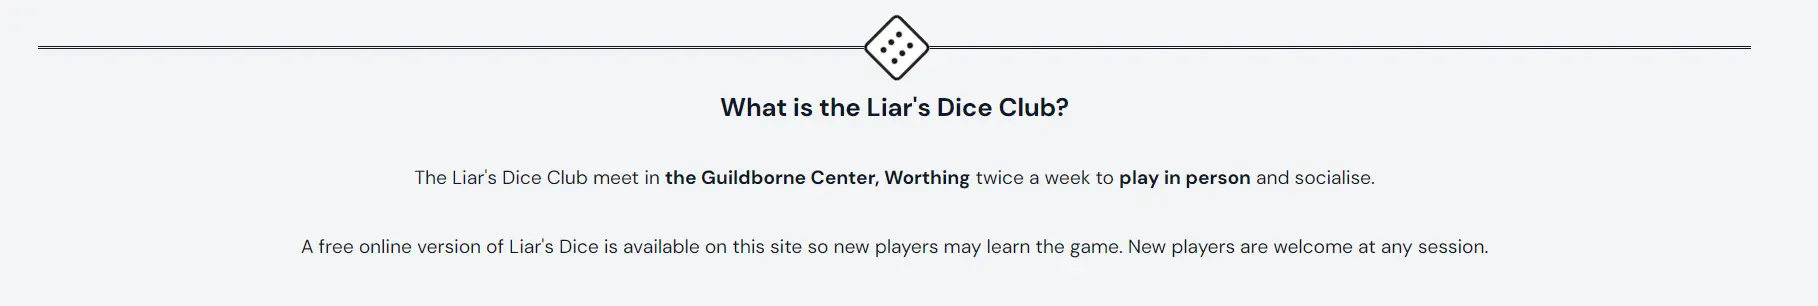 What is the Liar's Dice Club?
The Liar's Dice Club meet in the Guildborne Center, Worthing twice a week to play in person and socialise.
A free online version of Liar's Dice is available on this site so new players may learn the game. New players are welcome at any session.